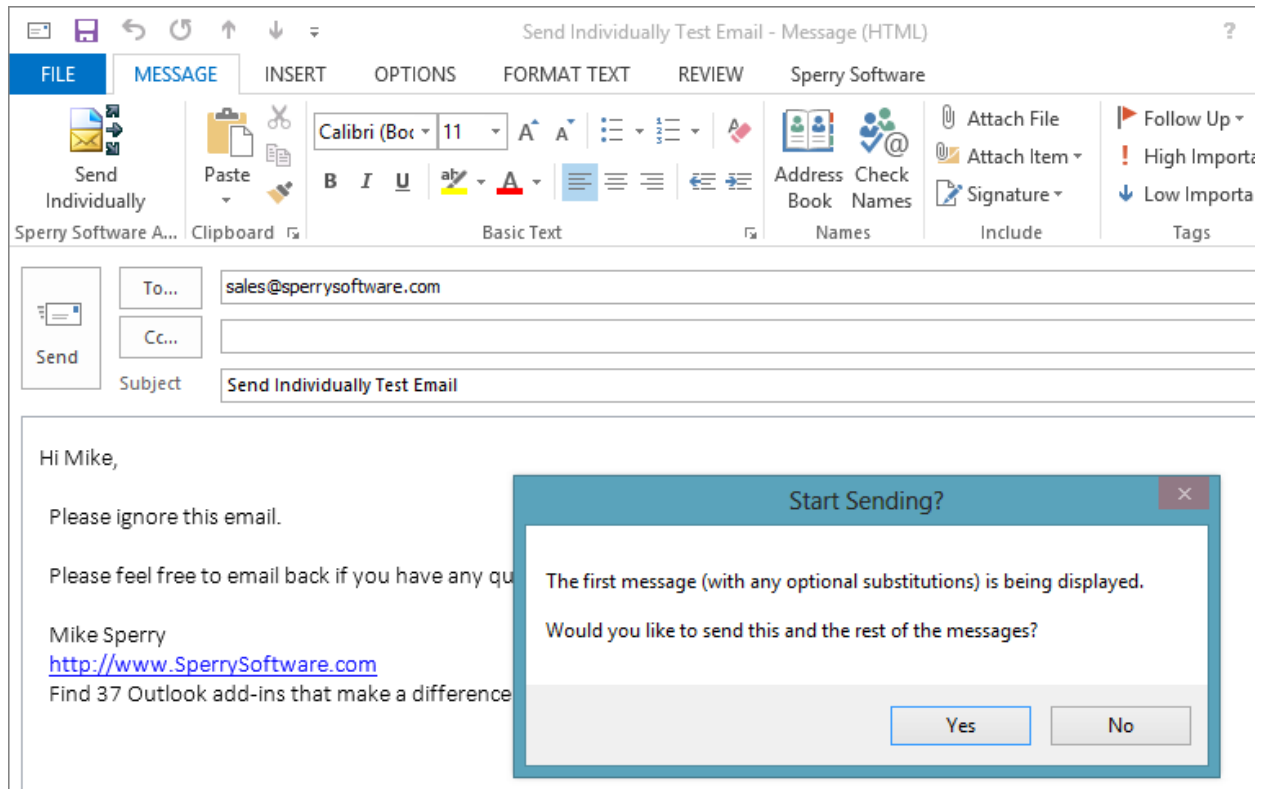 Send Individually Test Email - Message (HTML) ?
FILE MESSAGE INSERT OPTIONS FORMAT TEXT REVIEW Sperry Software
Send Individually
Paste
Calibri (Boc 11
B I U
Address Book
Check Names
Attach File
Attach Item
Signature
Follow Up
High Importa
Low Importa
Sperry Software A... Clipboard Basic Text Names Include Tags
Send
To... sales@sperrysoftware.com
Cc...
Subject Send Individually Test Email
Hi Mike,
Please ignore this email.
Please feel free to email back if you have any qu
Mike Sperry
http://www.SperrySoftware.com
Find 37 Outlook add-ins that make a difference
Start Sending?
The first message (with any optional substitutions) is being displayed.
Would you like to send this and the rest of the messages?
Yes No